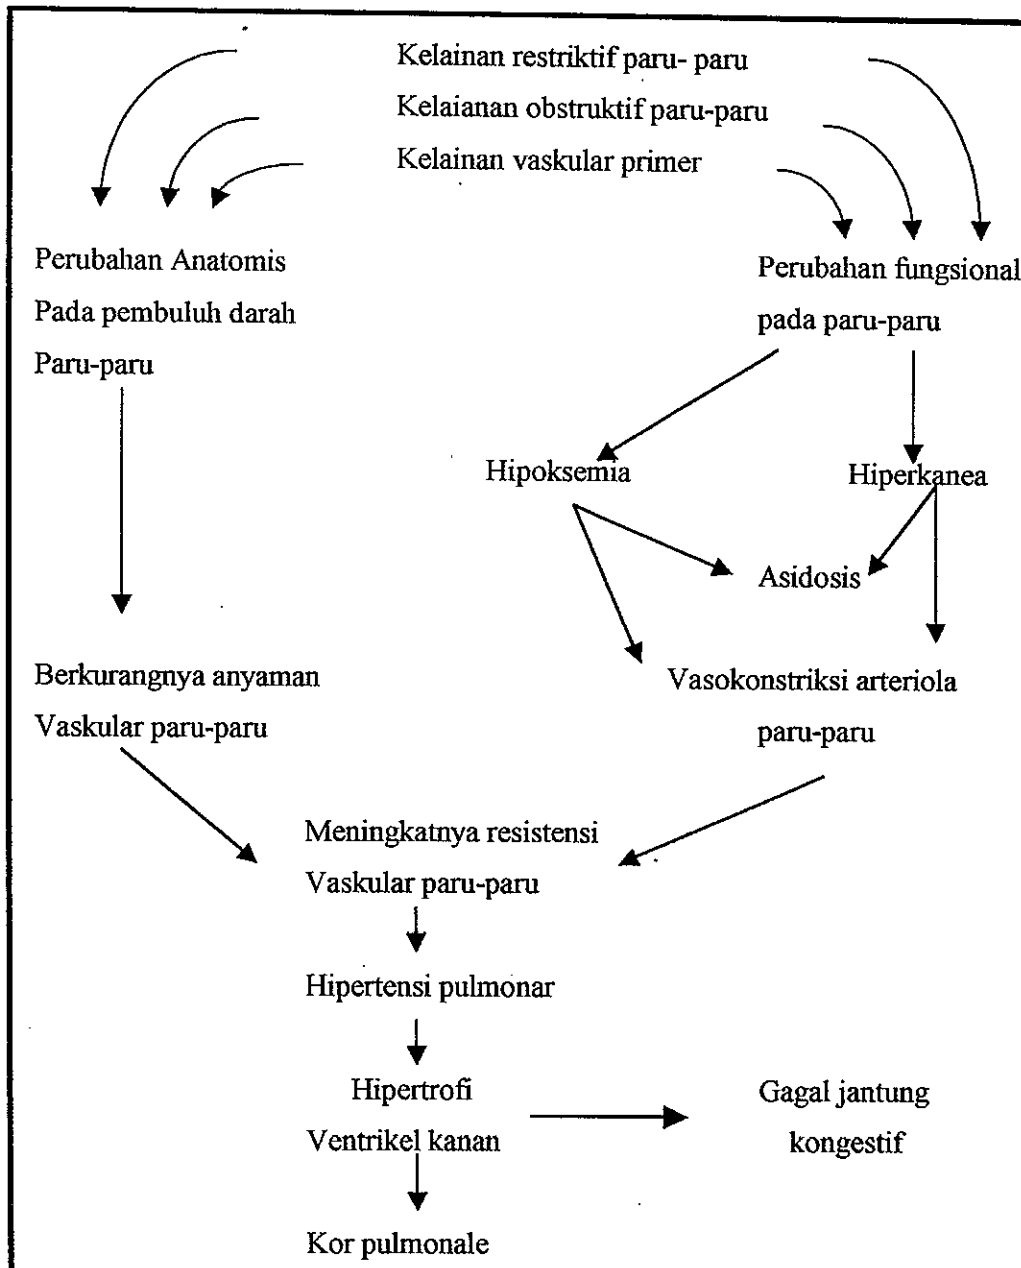 Kelainan restriktif paru- paru
Kelaianan obstruktif paru-paru
Kelainan vaskular primer
Perubahan Anatomis
Pada pembuluh darah
Paru-paru
Perubahan fungsional
pada paru-paru
Hipoksemia
Hiperkanea
Asidosis
Berkurangnya anyaman
Vaskular paru-paru
Vasokonstriksi arteriola
paru-paru
Meningkatnya resistensi
Vaskular paru-paru
Hipertensi pulmonar
Hipertrofi
Ventrikel kanan
Gagal jantung
kongestif
Kor pulmonale